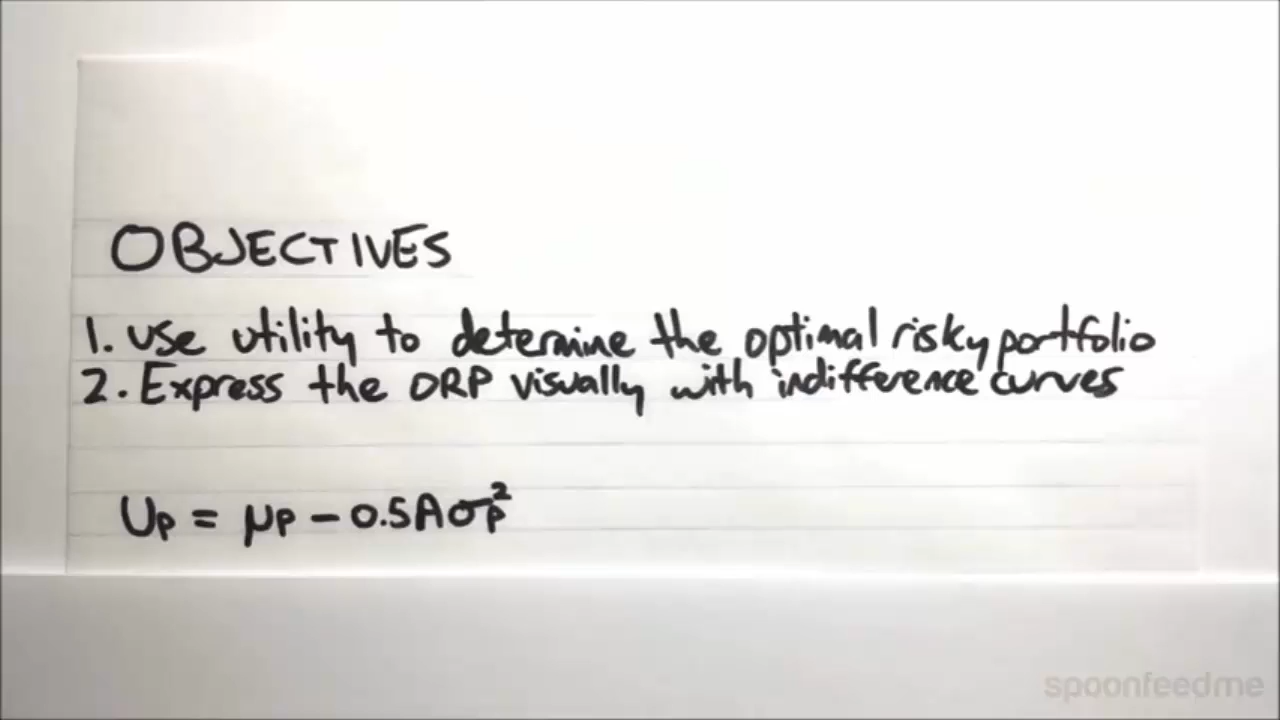 OBJECTIVES
1. use utility to determine the optimal risky portfolio
2. Express the ORP visually with indifference curves
Up = μp - 0.5Aσp²
spoonfeedme